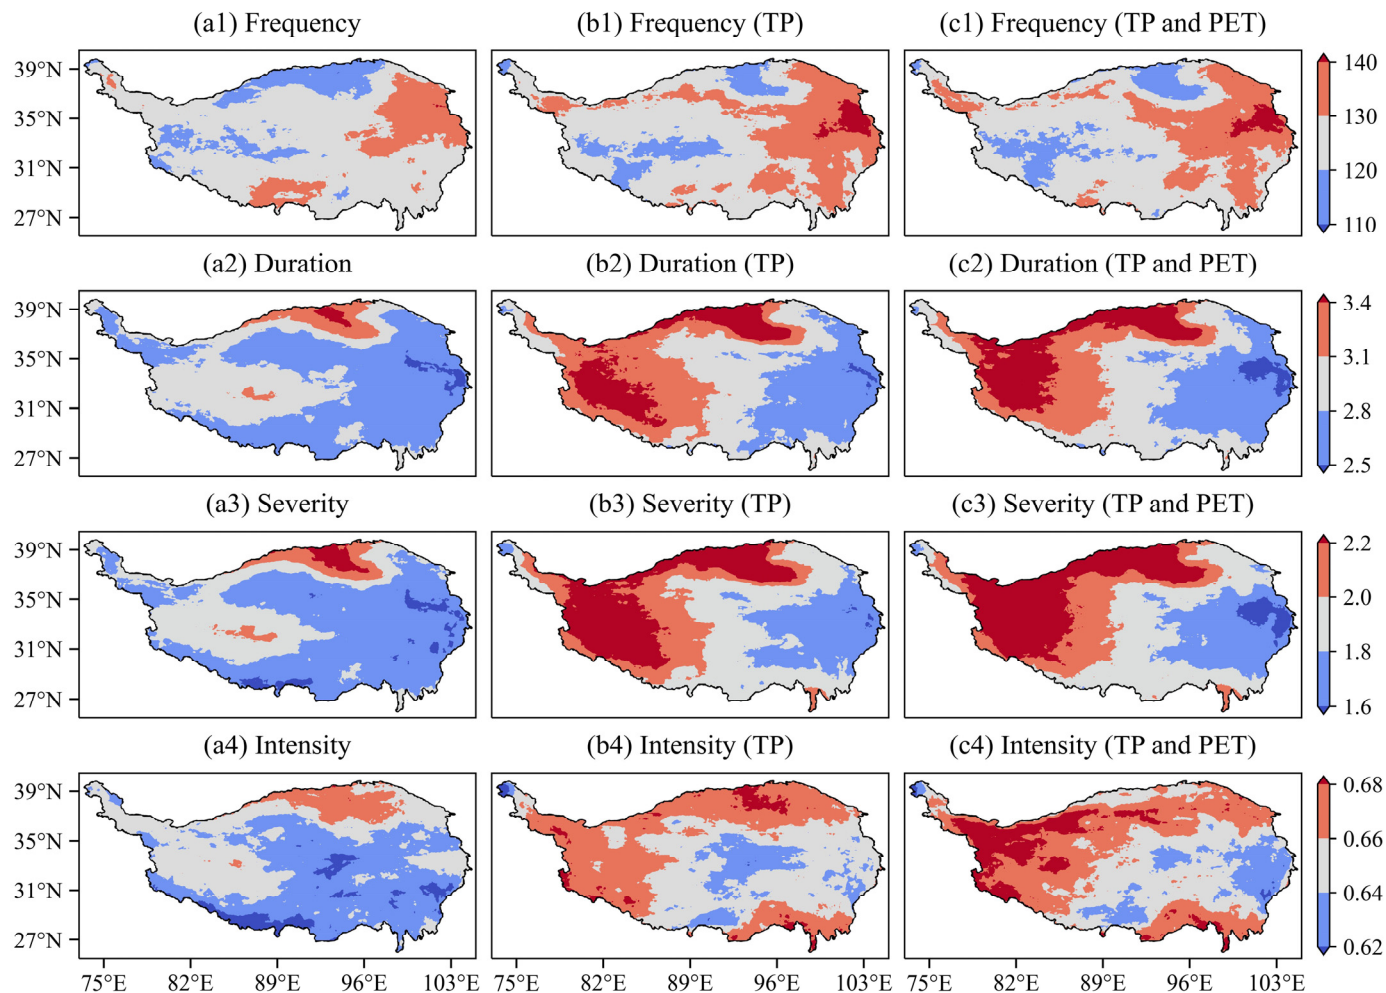 (a1) Frequency (b1) Frequency (TP) (c1) Frequency (TP and PET)
39°N 35°N 31°N 27°N 140 130 120 110
(a2) Duration (b2) Duration (TP) (c2) Duration (TP and PET)
39°N 35°N 31°N 27°N 3.4 3.1 2.8 2.5
(a3) Severity (b3) Severity (TP) (c3) Severity (TP and PET)
39°N 35°N 31°N 27°N 2.2 2.0 1.8 1.6
(a4) Intensity (b4) Intensity (TP) (c4) Intensity (TP and PET)
39°N 35°N 31°N 27°N 0.68 0.66 0.64 0.62
75°E 82°E 89°E 96°E 103°E 75°E 82°E 89°E 96°E 103°E 75°E 82°E 89°E 96°E 103°E